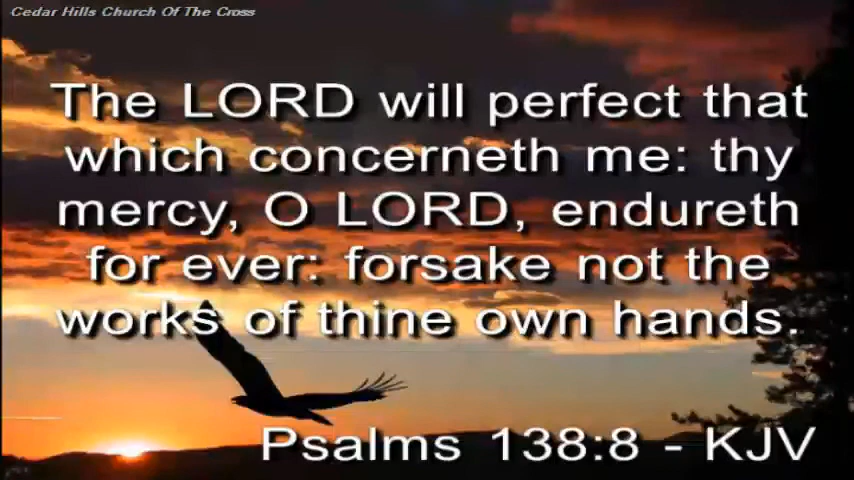 Cedar Hills Church Of The Cross
The LORD will perfect that
which concerneth me: thy
mercy, O LORD, endureth
for ever: forsake not the
works of thine own hands.
Psalms 138:8 - KJV